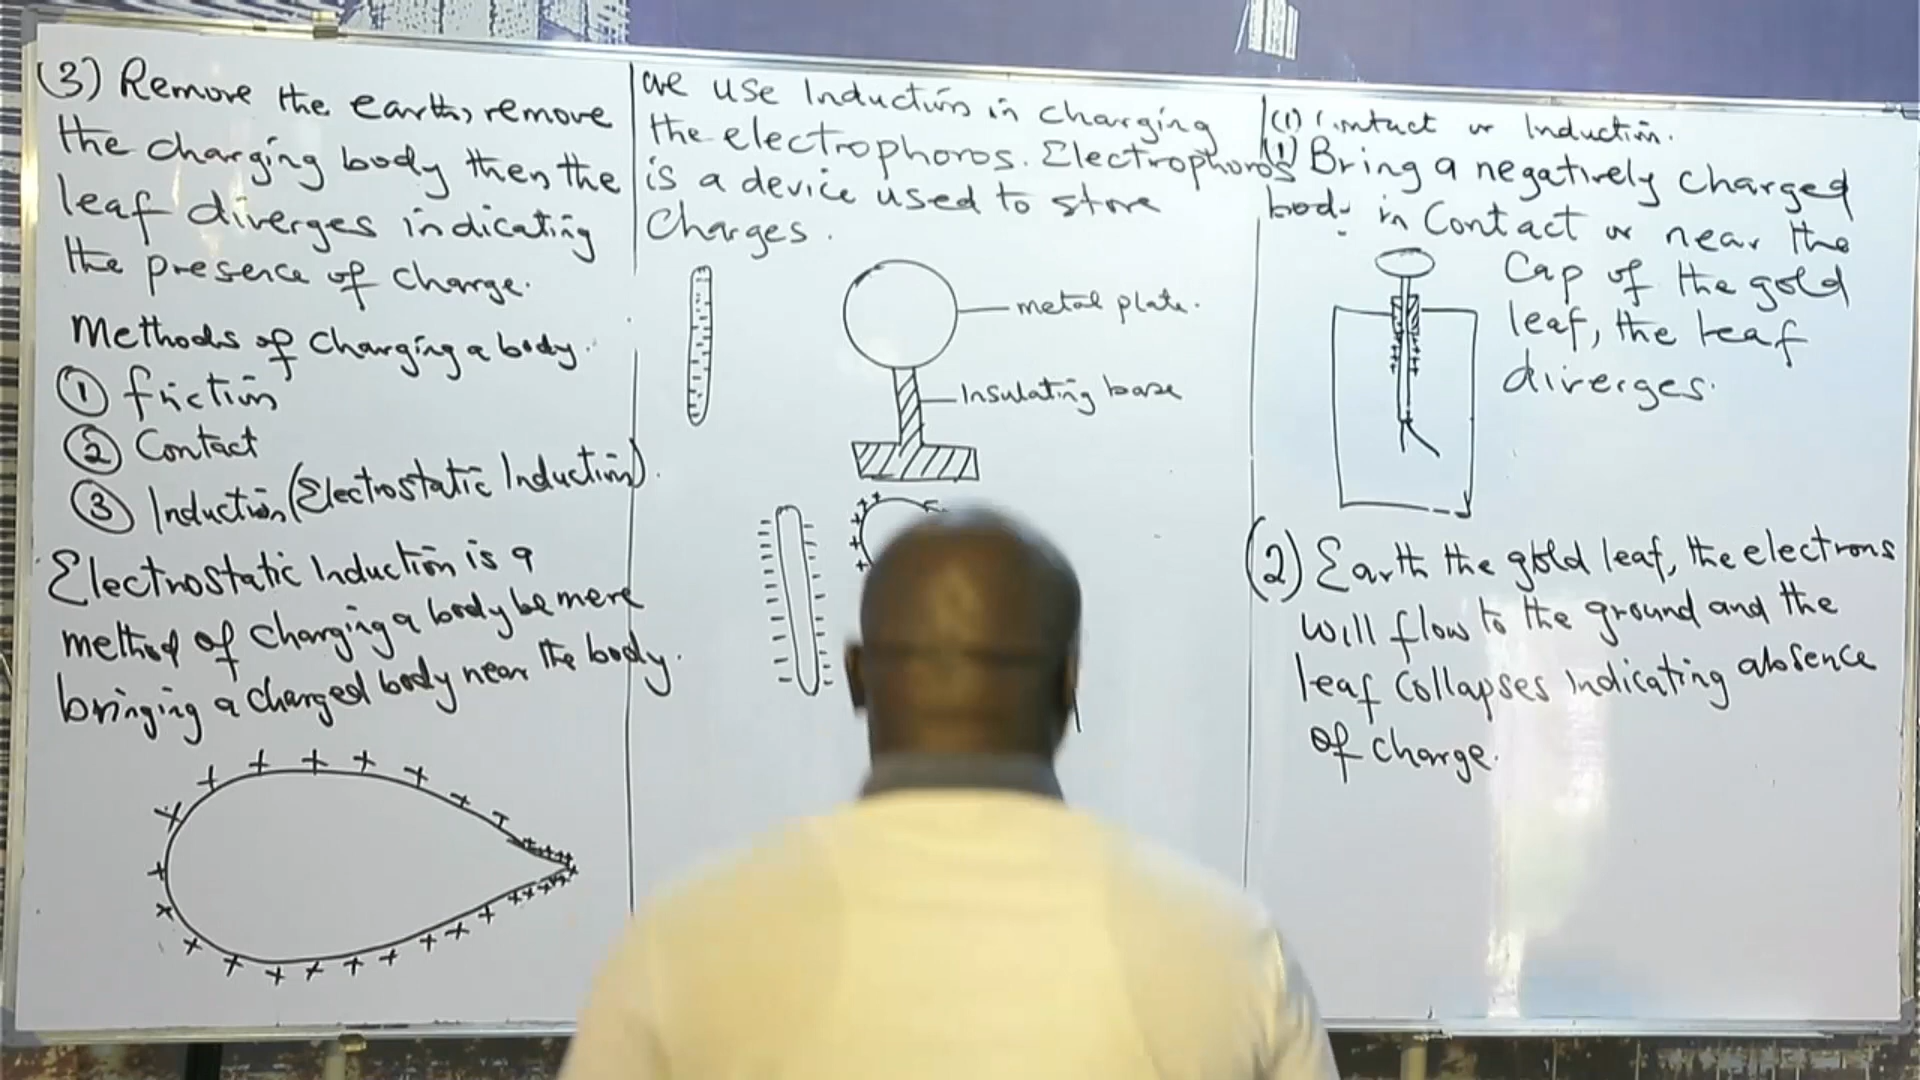 (3) Remove the earth, remove
the charging body then the
leaf diverges indicating
the presence of charge.
Methods of charging a body.
① friction
② Contact
③ Induction (Electrostatic Induction).
Electrostatic Induction is a
method of charging a body be mere
bringing a charged body near the body.
we use Induction in charging
the electrophoros. Electrophoros
is a device used to store
Charges.
metal plate.
Insulating base
(1) Contact or Induction.
(1) Bring a negatively charged
body in Contact or near the
Cap of the gold
leaf, the leaf
diverges.
(2) Earth the gold leaf, the electrons
will flow to the ground and the
leaf Collapses indicating absence
of charge.